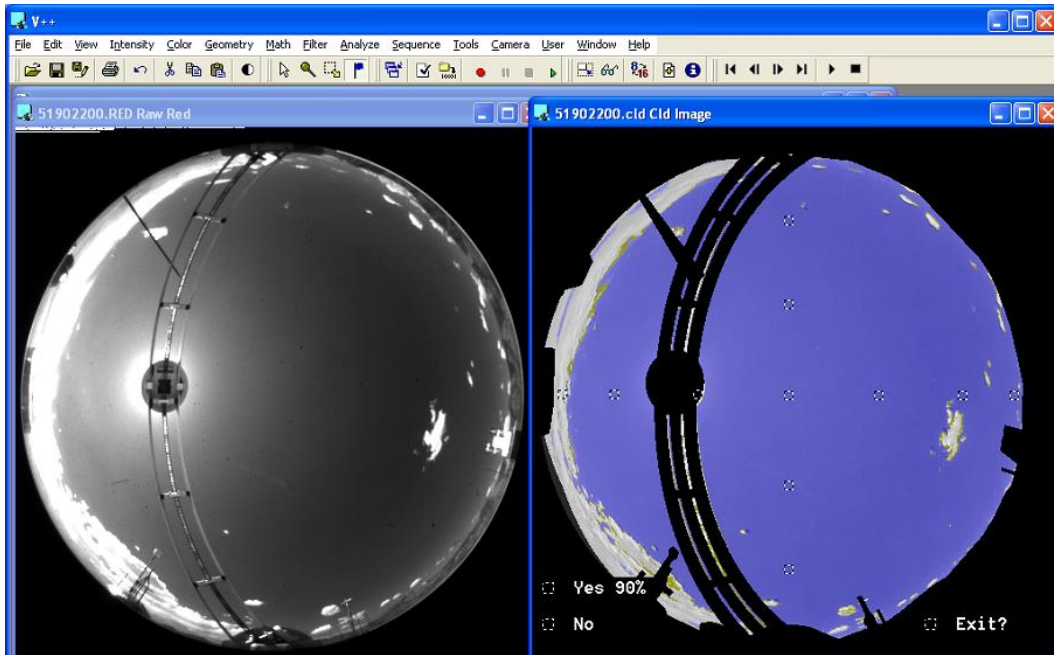 V++
File Edit View Intensity Color Geometry Math Filter Analyze Sequence Tools Camera User Window Help
51902200.RED Raw Red
51902200.cld Cld Image
Yes 90%
No
Exit?